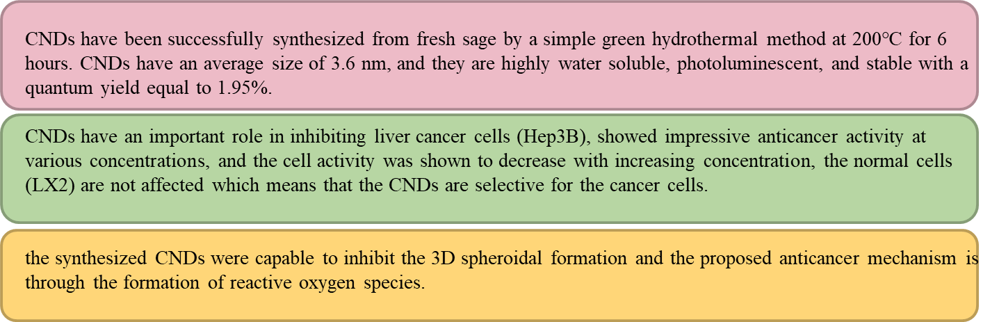 CNDs have been successfully synthesized from fresh sage by a simple green hydrothermal method at 200℃ for 6
hours. CNDs have an average size of 3.6 nm, and they are highly water soluble, photoluminescent, and stable with a
quantum yield equal to 1.95%.
CNDs have an important role in inhibiting liver cancer cells (Hep3B), showed impressive anticancer activity at
various concentrations, and the cell activity was shown to decrease with increasing concentration, the normal cells
(LX2) are not affected which means that the CNDs are selective for the cancer cells.
the synthesized CNDs were capable to inhibit the 3D spheroidal formation and the proposed anticancer mechanism is
through the formation of reactive oxygen species.